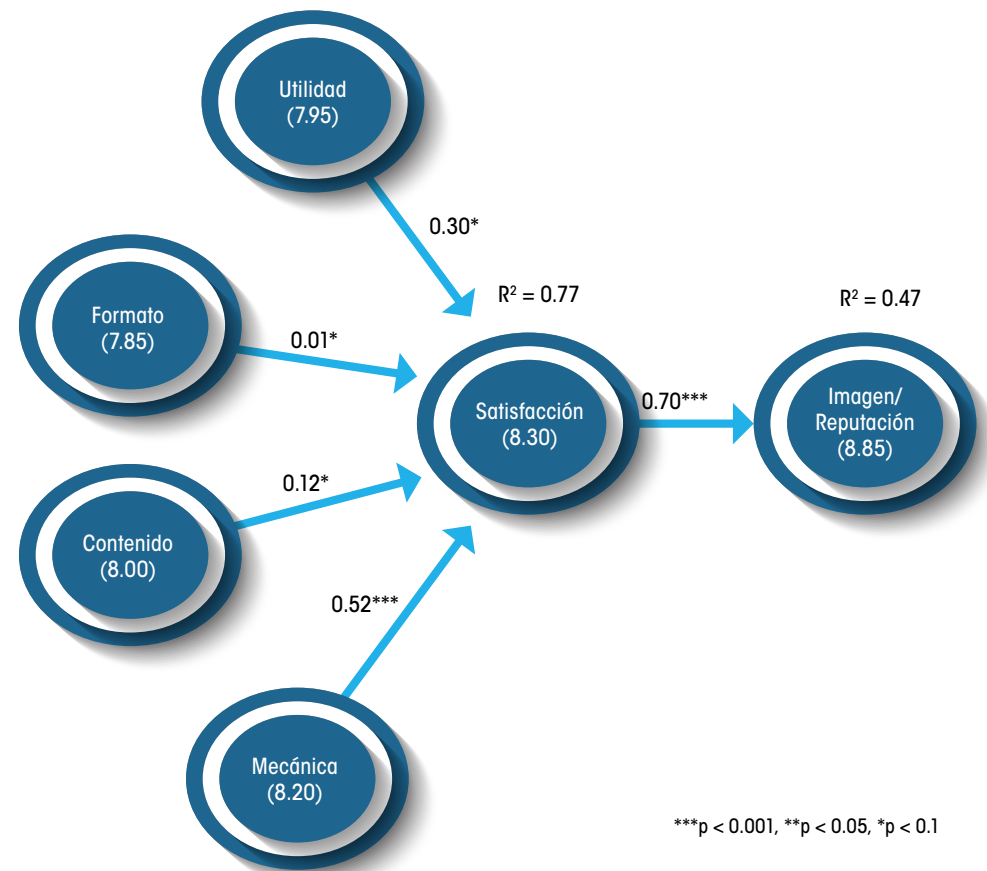 Utilidad
(7.95)
0.30*
R² = 0.77
R² = 0.47
Formato
(7.85)
0.01*
Satisfacción
(8.30)
0.70***
Imagen/
Reputación
(8.85)
0.12*
Contenido
(8.00)
0.52***
Mecánica
(8.20)
***p < 0.001, **p < 0.05, *p < 0.1